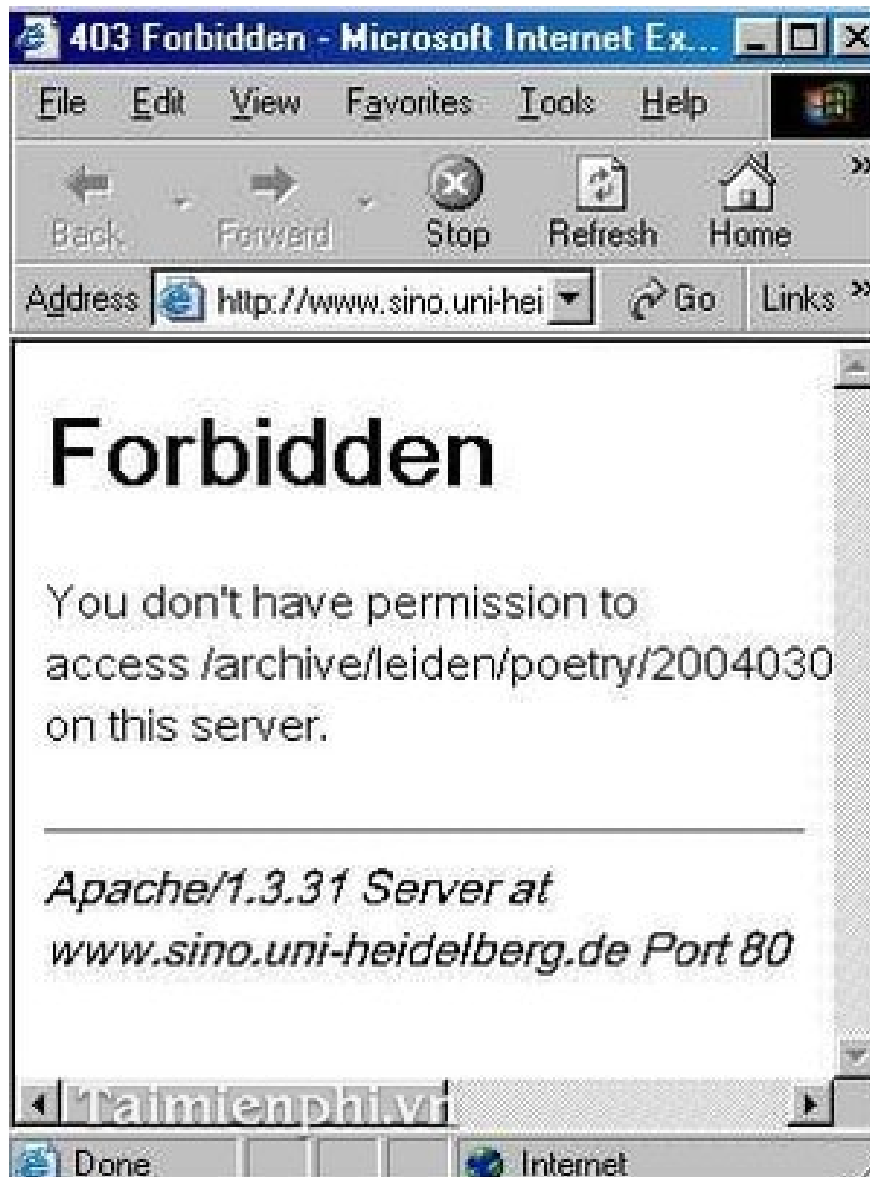 403 Forbidden - Microsoft Internet Ex...
File Edit View Favorites Tools Help
Back Forward Stop Refresh Home »
Address http://www.sino.uni-hei Go Links »
Forbidden
You don't have permission to
access /archive/leiden/poetry/2004030
on this server.
Apache/1.3.31 Server at
www.sino.uni-heidelberg.de Port 80
Taimienphi.vn
Done Internet